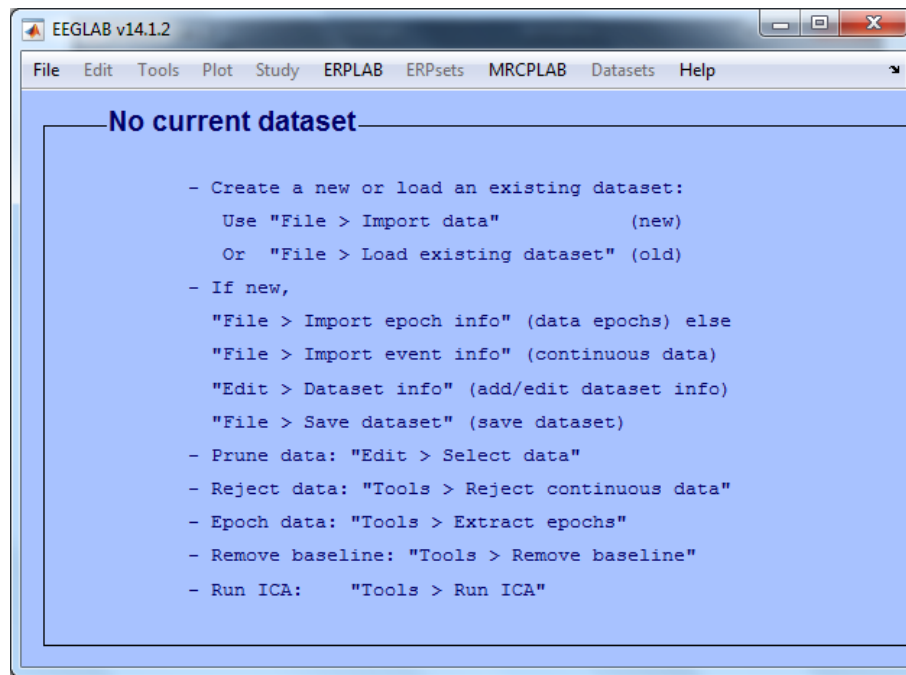 EEGLAB v14.1.2
File Edit Tools Plot Study ERPLAB ERPsets MRCPLAB Datasets Help
No current dataset
- Create a new or load an existing dataset:
Use "File > Import data" (new)
Or "File > Load existing dataset" (old)
- If new,
"File > Import epoch info" (data epochs) else
"File > Import event info" (continuous data)
"Edit > Dataset info" (add/edit dataset info)
"File > Save dataset" (save dataset)
- Prune data: "Edit > Select data"
- Reject data: "Tools > Reject continuous data"
- Epoch data: "Tools > Extract epochs"
- Remove baseline: "Tools > Remove baseline"
- Run ICA: "Tools > Run ICA"